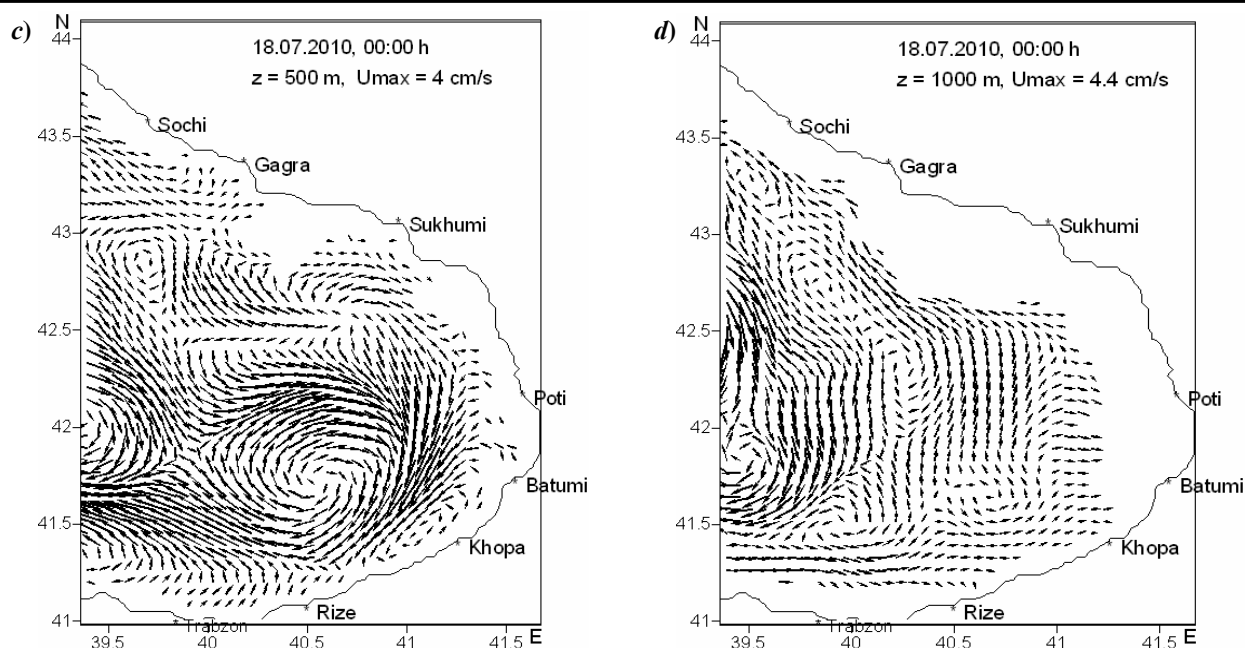 c)
N
44
18.07.2010, 00:00 h
z = 500 m, Umax = 4 cm/s
43.5
Sochi
Gagra
43
Sukhumi
42.5
Poti
42
Batumi
41.5
Khopa
Rize
41
Trabzon
39.5 40 40.5 41 41.5 E
d)
N
44
18.07.2010, 00:00 h
z = 1000 m, Umax = 4.4 cm/s
43.5
Sochi
Gagra
43
Sukhumi
42.5
Poti
42
Batumi
41.5
Khopa
Rize
41
Trabzon
39.5 40 40.5 41 41.5 E